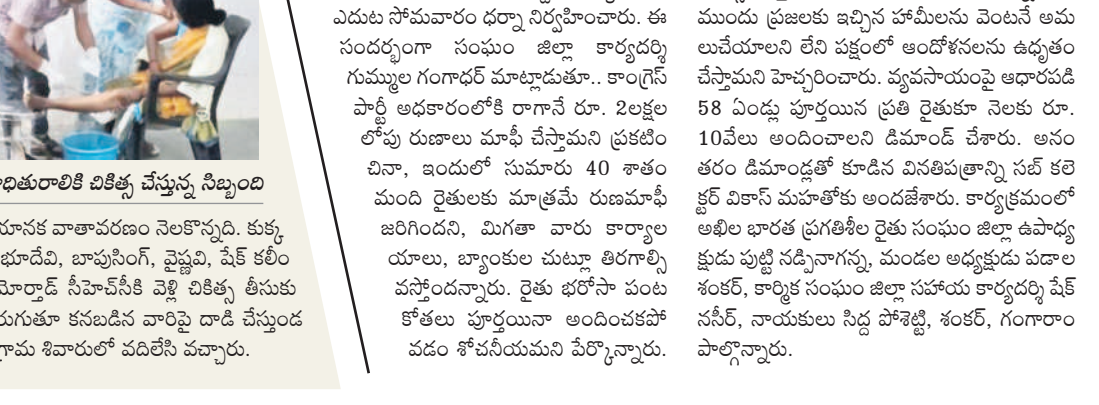 బాధితురాలికి చికిత్స చేస్తున్న సిబ్బంది
యానక వాతావరణం నెలకొన్నది. కుక్క
భూదేవి, బాపుసింగ్, వైష్ణవి, షేక్ కలీం
మోర్తాడ్ సీహెచ్‌సీకి వెళ్లి చికిత్స తీసుకు
రుగుతూ కనబడిన వారిపై దాడి చేస్తుండ
గ్రామ శివారులో వదిలేసి వచ్చారు.
ఎదుట సోమవారం ధర్నా నిర్వహించారు. ఈ
సందర్భంగా సంఘం జిల్లా కార్యదర్శి
గుమ్ముల గంగాధర్ మాట్లాడుతూ.. కాంగ్రెస్
పార్టీ అధకారంలోకి రాగానే రూ. 2లక్షల
లోపు రుణాలు మాఫీ చేస్తామని ప్రకటిం
చినా, ఇందులో సుమారు 40 శాతం
మంది రైతులకు మాత్రమే రుణమాఫీ
జరిగిందని, మిగతా వారు కార్యాల
యాలు, బ్యాంకుల చుట్టూ తిరగాల్సి
వస్తోందన్నారు. రైతు భరోసా పంట
కోతలు పూర్తయినా అందించకపో
వడం శోచనీయమని పేర్కొన్నారు.
ముందు ప్రజలకు ఇచ్చిన హామీలను వెంటనే అమ
లుచేయాలని లేని పక్షంలో ఆందోళనలను ఉధృతం
చేస్తామని హెచ్చరించారు. వ్యవసాయంపై ఆధారపడి
58 ఏండ్లు పూర్తయిన ప్రతి రైతుకూ నెలకు రూ.
10వేలు అందించాలని డిమాండ్ చేశారు. అనం
తరం డిమాండ్లతో కూడిన వినతిపత్రాన్ని సబ్ కలె
క్టర్ వికాస్ మహతోకు అందజేశారు. కార్యక్రమంలో
అఖిల భారత ప్రగతిశీల రైతు సంఘం జిల్లా ఉపాధ్య
క్షుడు పుట్టి నడ్పినాగన్న, మండల అధ్యక్షుడు పడాల
శంకర్, కార్మిక సంఘం జిల్లా సహాయ కార్యదర్శి షేక్
నసీర్, నాయకులు సిద్ద పోశెట్టి, శంకర్, గంగారాం
పాల్గొన్నారు.